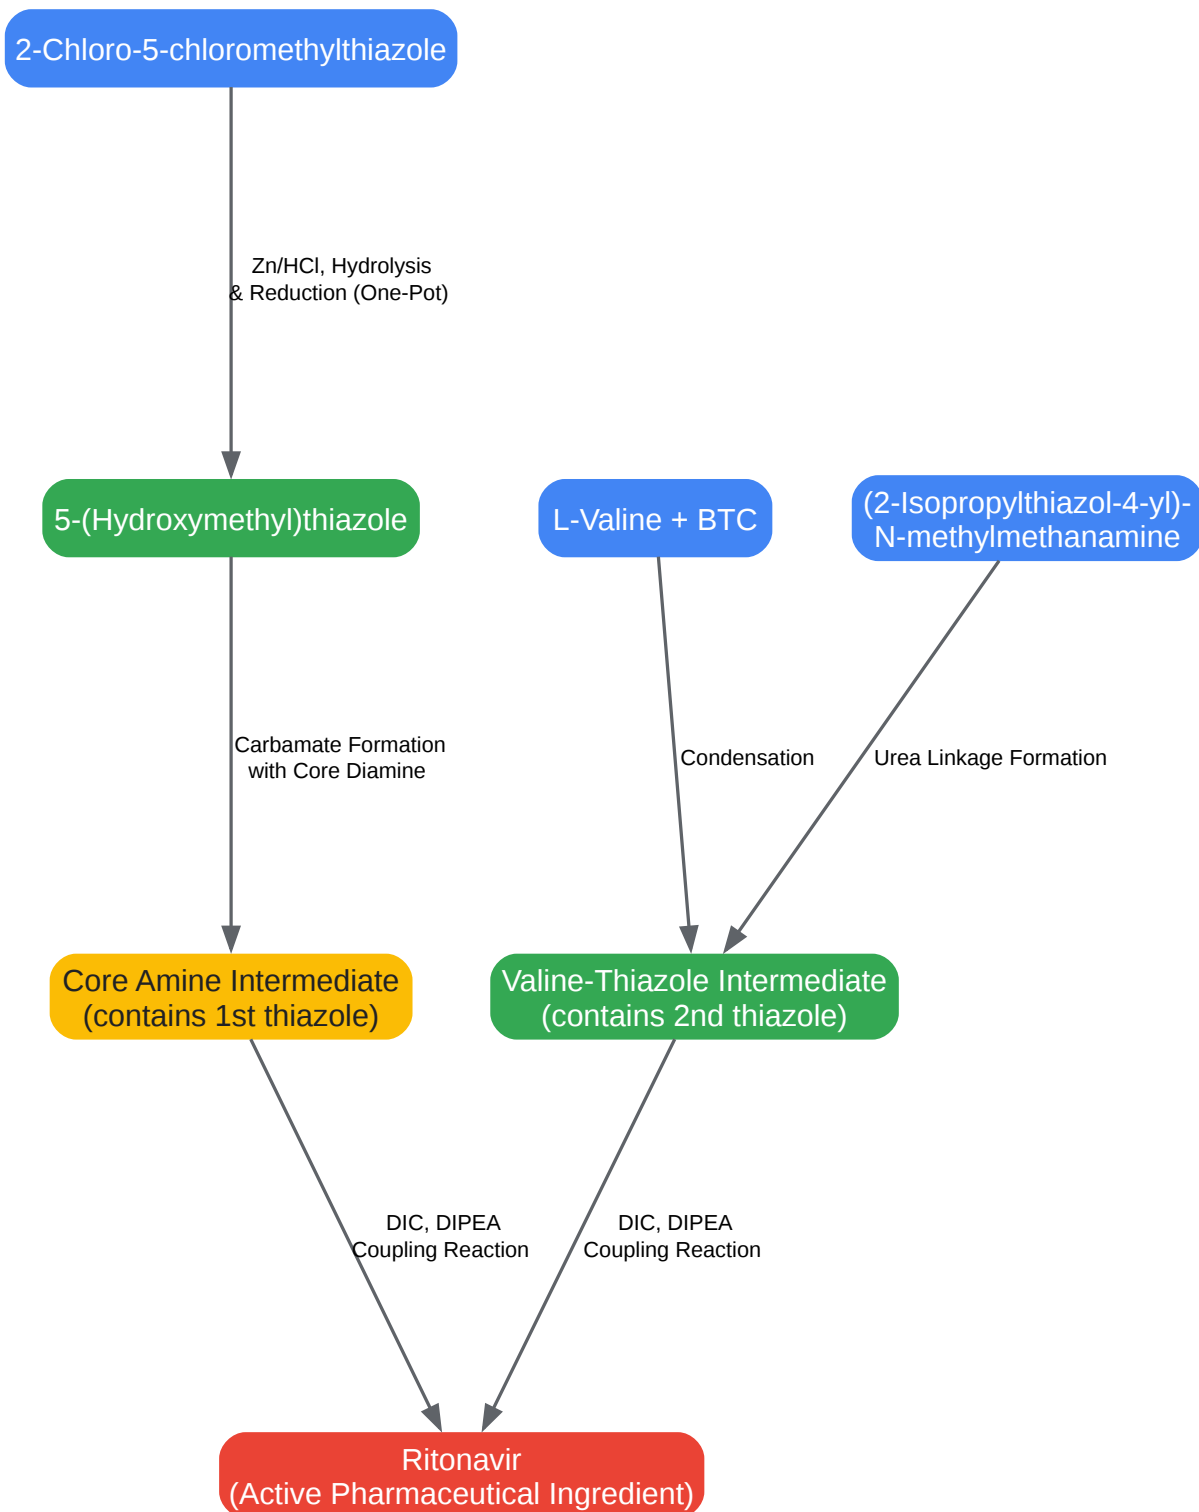 2-Chloro-5-chloromethylthiazole
Zn/HCl, Hydrolysis
& Reduction (One-Pot)
5-(Hydroxymethyl)thiazole
L-Valine + BTC
(2-Isopropylthiazol-4-yl)-
N-methylmethanamine
Carbamate Formation
with Core Diamine
Condensation
Urea Linkage Formation
Core Amine Intermediate
(contains 1st thiazole)
Valine-Thiazole Intermediate
(contains 2nd thiazole)
DIC, DIPEA
Coupling Reaction
DIC, DIPEA
Coupling Reaction
Ritonavir
(Active Pharmaceutical Ingredient)